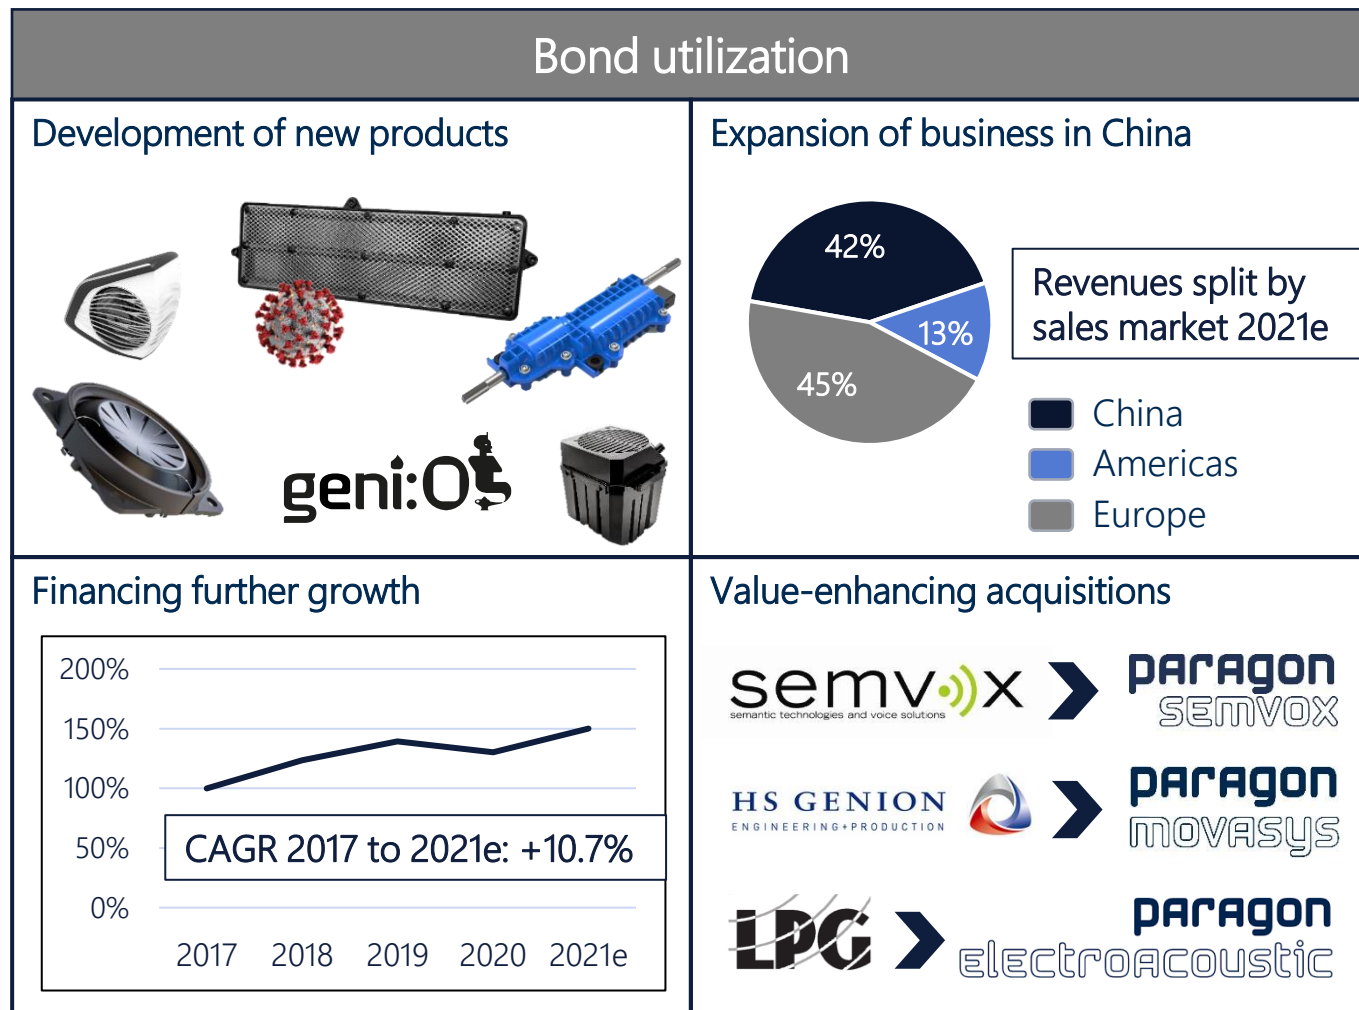 Bond utilization
Development of new products
geni:OS
Expansion of business in China
42%
13%
45%
Revenues split by
sales market 2021e
China
Americas
Europe
Financing further growth
200%
150%
100%
50%
0%
CAGR 2017 to 2021e: +10.7%
2017 2018 2019 2020 2021e
Value-enhancing acquisitions
semvox
semantic technologies and voice solutions
paragon
semvox
HS GENION
ENGINEERING+PRODUCTION
paragon
movasys
LPG
paragon
electroacoustic